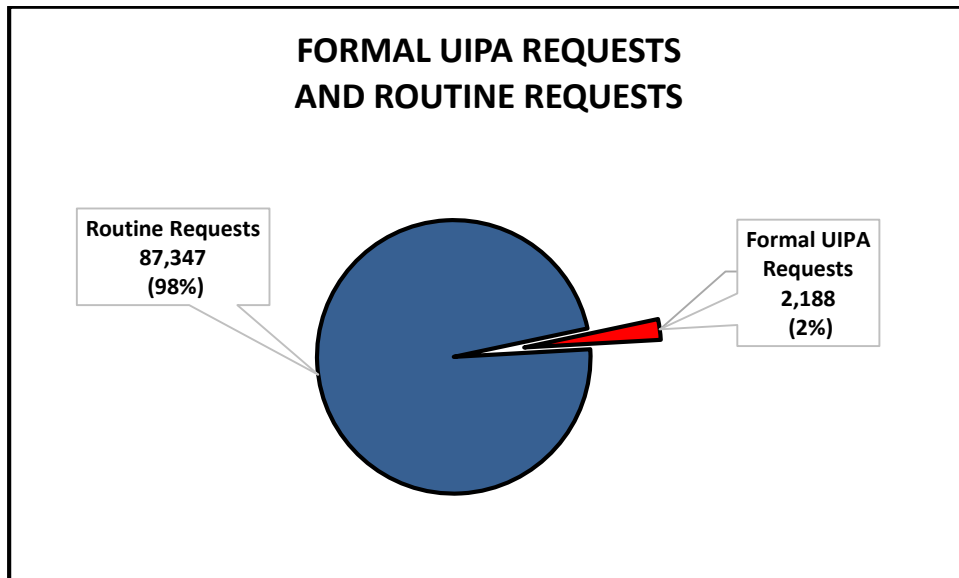 FORMAL UIPA REQUESTS
AND ROUTINE REQUESTS
Routine Requests
87,347
(98%)
Formal UIPA
Requests
2,188
(2%)